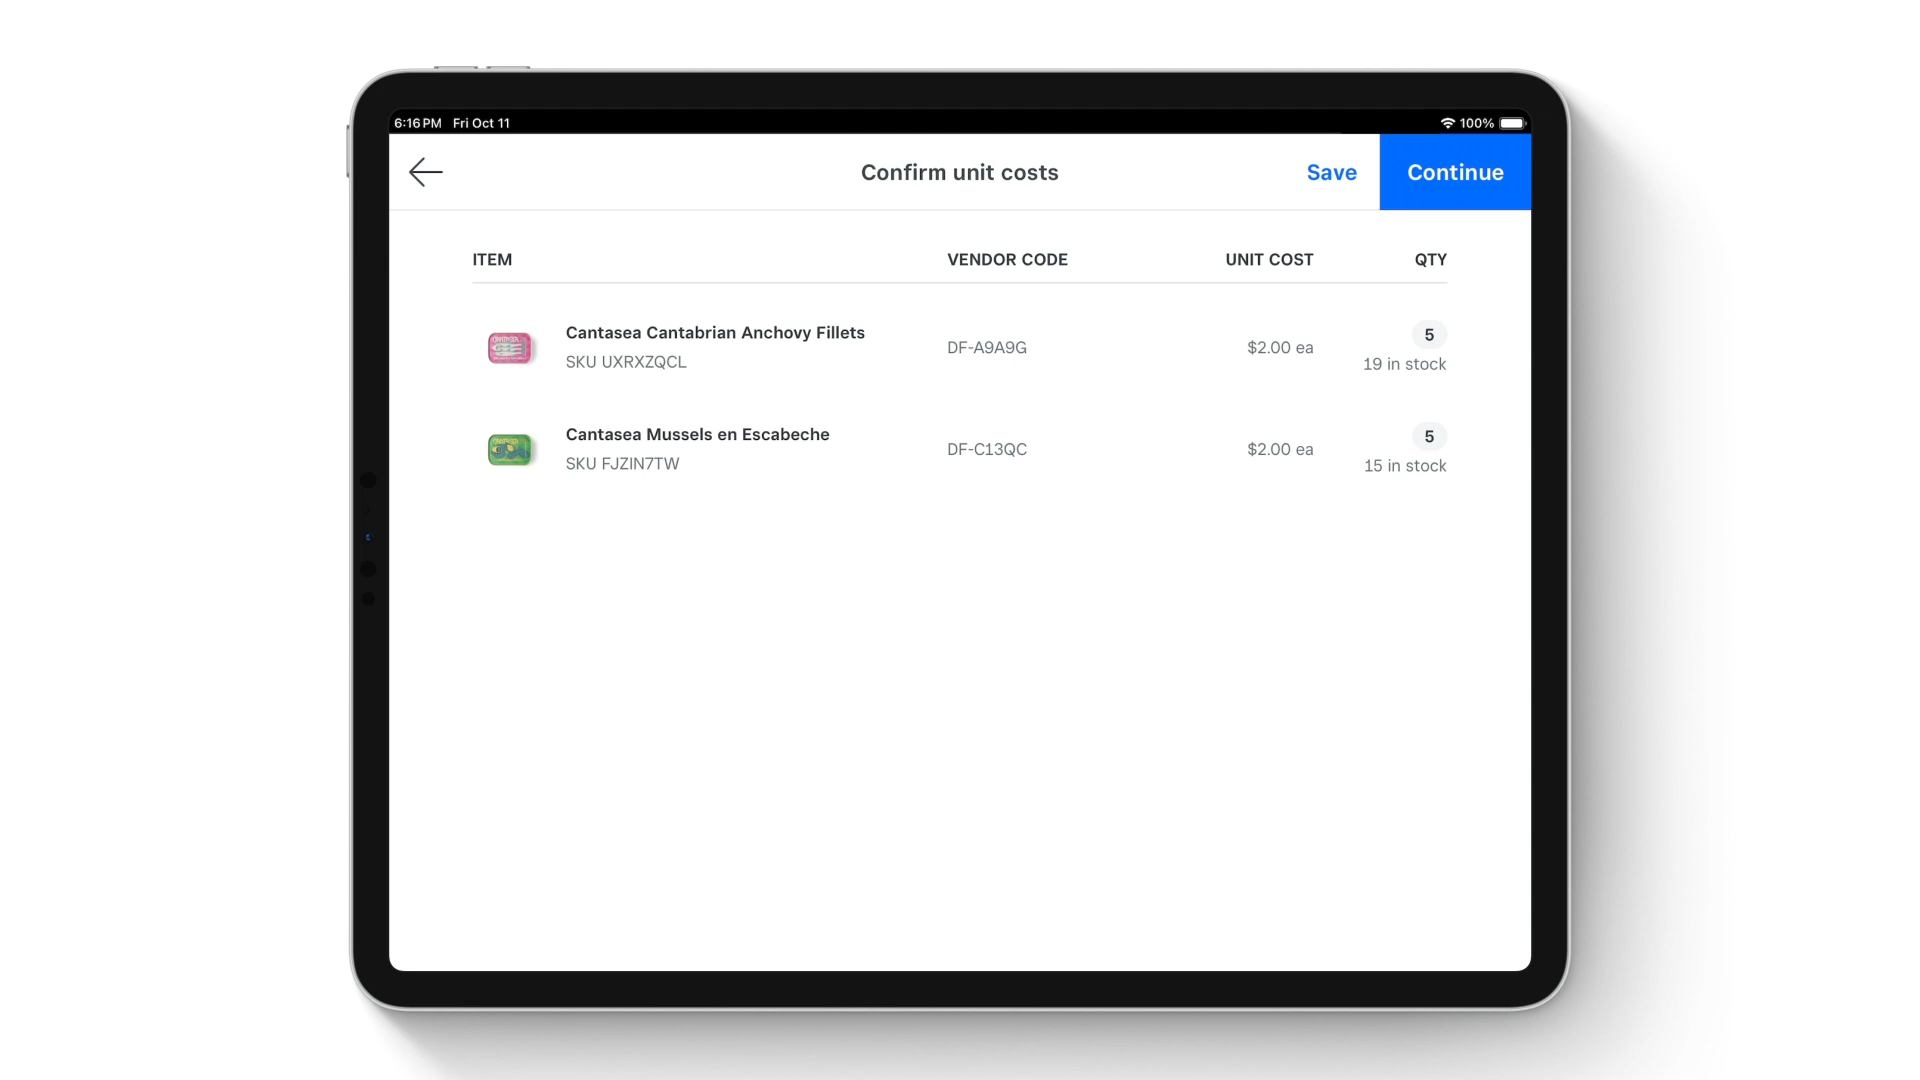 6:16 PM Fri Oct 11
100%
Confirm unit costs
Save
Continue
ITEM
VENDOR CODE
UNIT COST
QTY
Cantasea Cantabrian Anchovy Fillets
SKU UXRXZQCL
DF-A9A9G
$2.00 ea
5
19 in stock
Cantasea Mussels en Escabeche
SKU FJZIN7TW
DF-C13QC
$2.00 ea
5
15 in stock